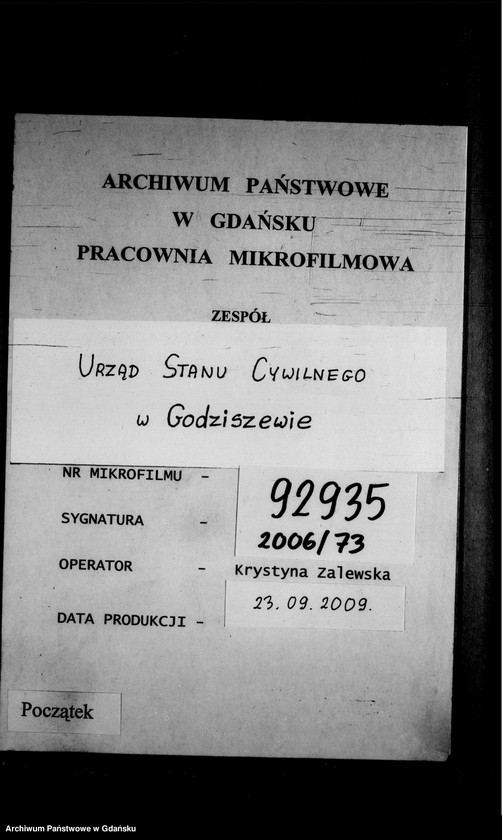 ARCHIWUM PAŃSTWOWE
W GDAŃSKU
PRACOWNIA MIKROFILMOWA
ZESPÓŁ
URZĄD STANU CYWILNEGO
w Godziszewie
NR MIKROFILMU - 92935
SYGNATURA - 2006/73
OPERATOR - Krystyna Zalewska
DATA PRODUKCJI - 23.09.2009.
Początek
Archiwum Państwowe w Gdańsku